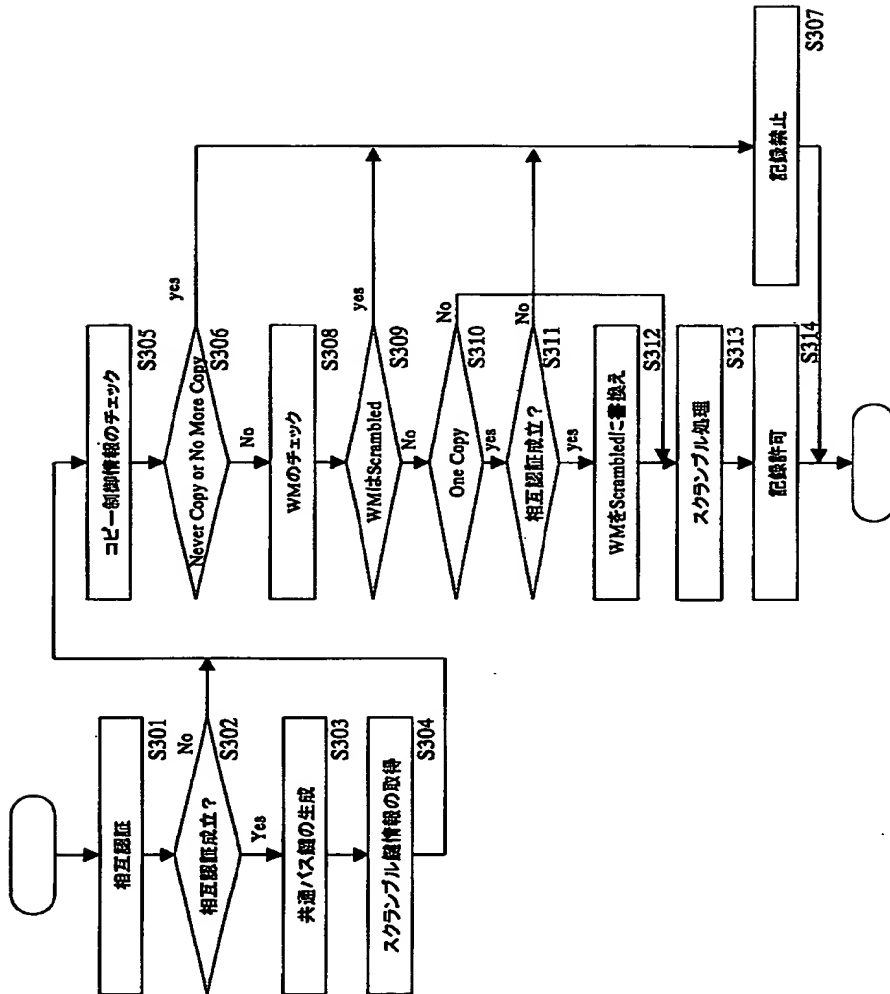 相互認証
S301
相互認証成立？
No
S302
Yes
共通バス鍵の生成
S303
スクランブル鍵情報の取得
S304
コピー制御情報のチェック
S305
Never Copy or No More Copy
yes
S306
No
WMのチェック
S308
WMはScrambled
yes
S309
No
One Copy
No
S310
yes
相互認証成立？
No
S311
yes
WMをScrambledに書換え
S312
スクランブル処理
S313
記録許可
S314
記録禁止
S307